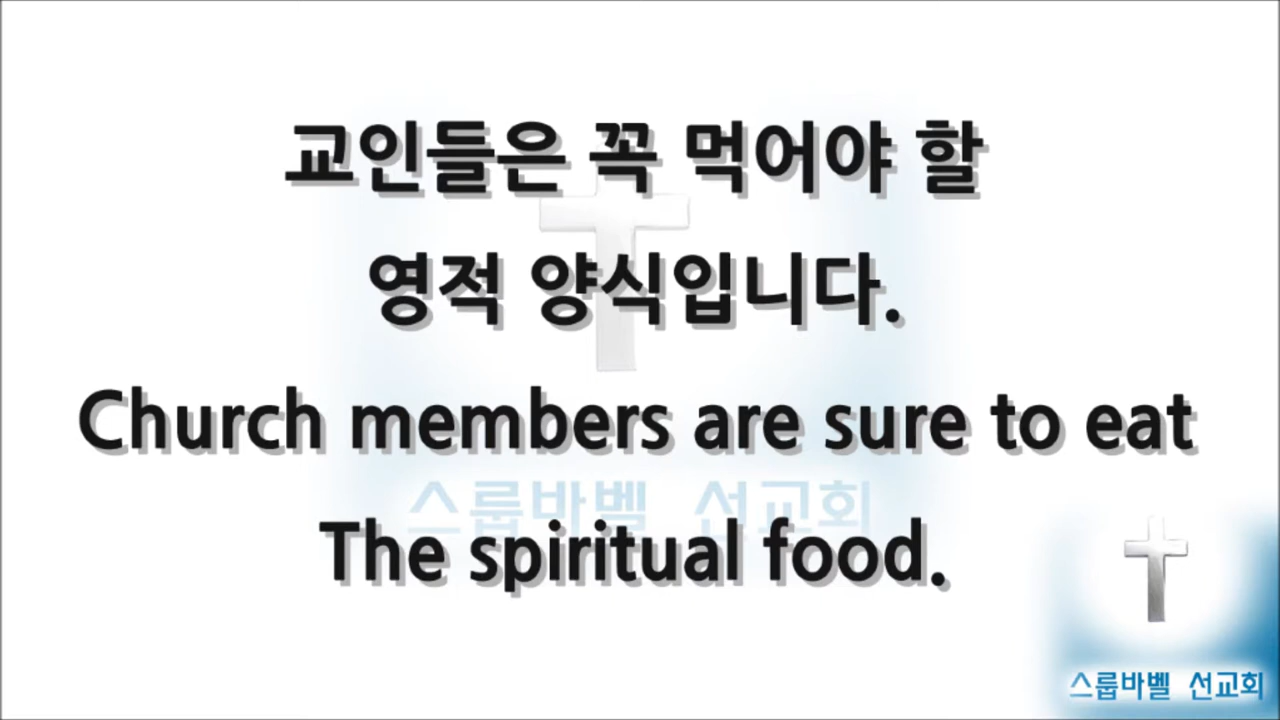 교인들은 꼭 먹어야 할
영적 양식입니다.
Church members are sure to eat
스룹바벨 선교회
The spiritual food.
스룹바벨 선교회